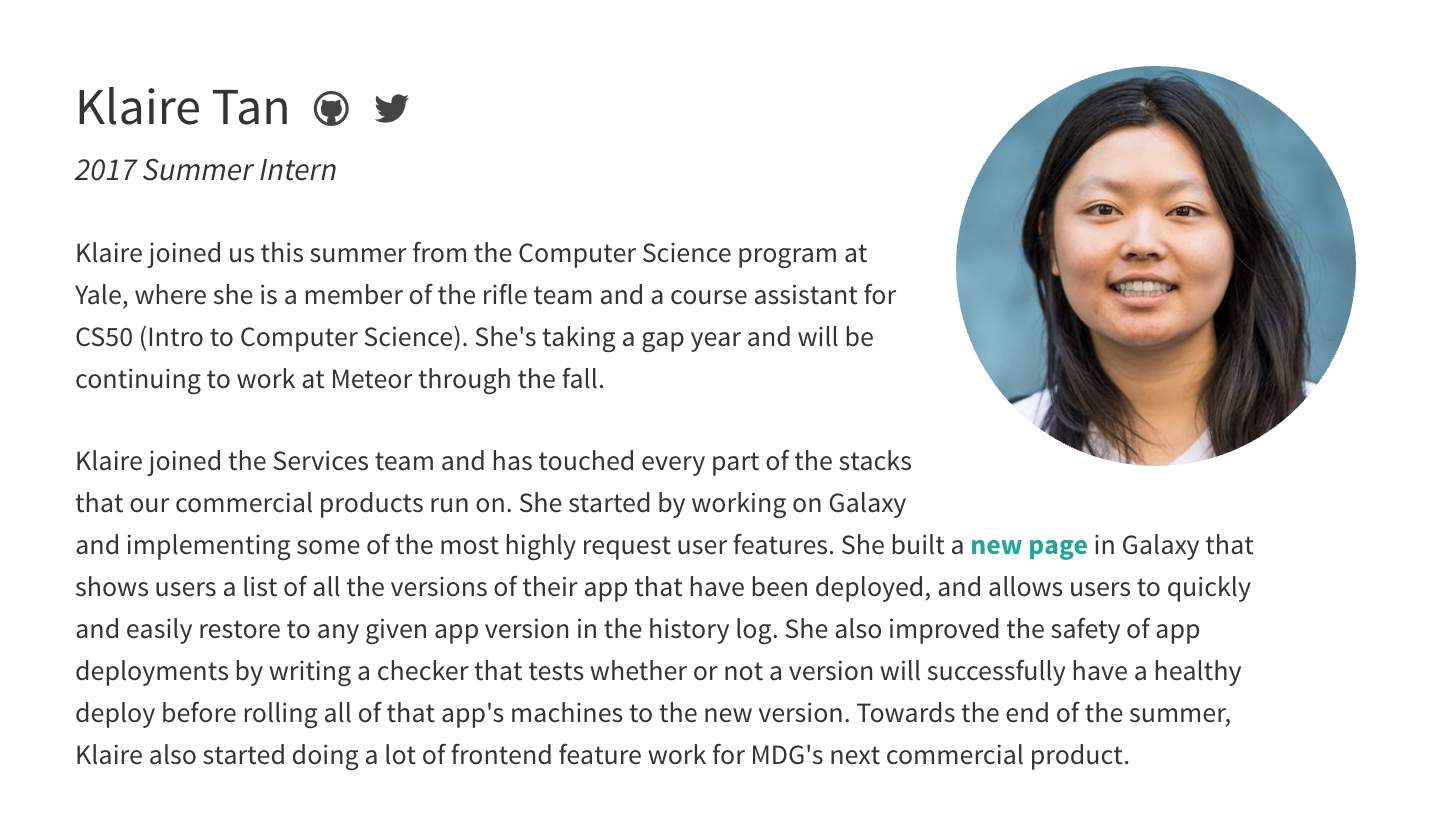 Klaire Tan
2017 Summer Intern
Klaire joined us this summer from the Computer Science program at
Yale, where she is a member of the rifle team and a course assistant for
CS50 (Intro to Computer Science). She's taking a gap year and will be
continuing to work at Meteor through the fall.
Klaire joined the Services team and has touched every part of the stacks
that our commercial products run on. She started by working on Galaxy
and implementing some of the most highly request user features. She built a new page in Galaxy that
shows users a list of all the versions of their app that have been deployed, and allows users to quickly
and easily restore to any given app version in the history log. She also improved the safety of app
deployments by writing a checker that tests whether or not a version will successfully have a healthy
deploy before rolling all of that app's machines to the new version. Towards the end of the summer,
Klaire also started doing a lot of frontend feature work for MDG's next commercial product.